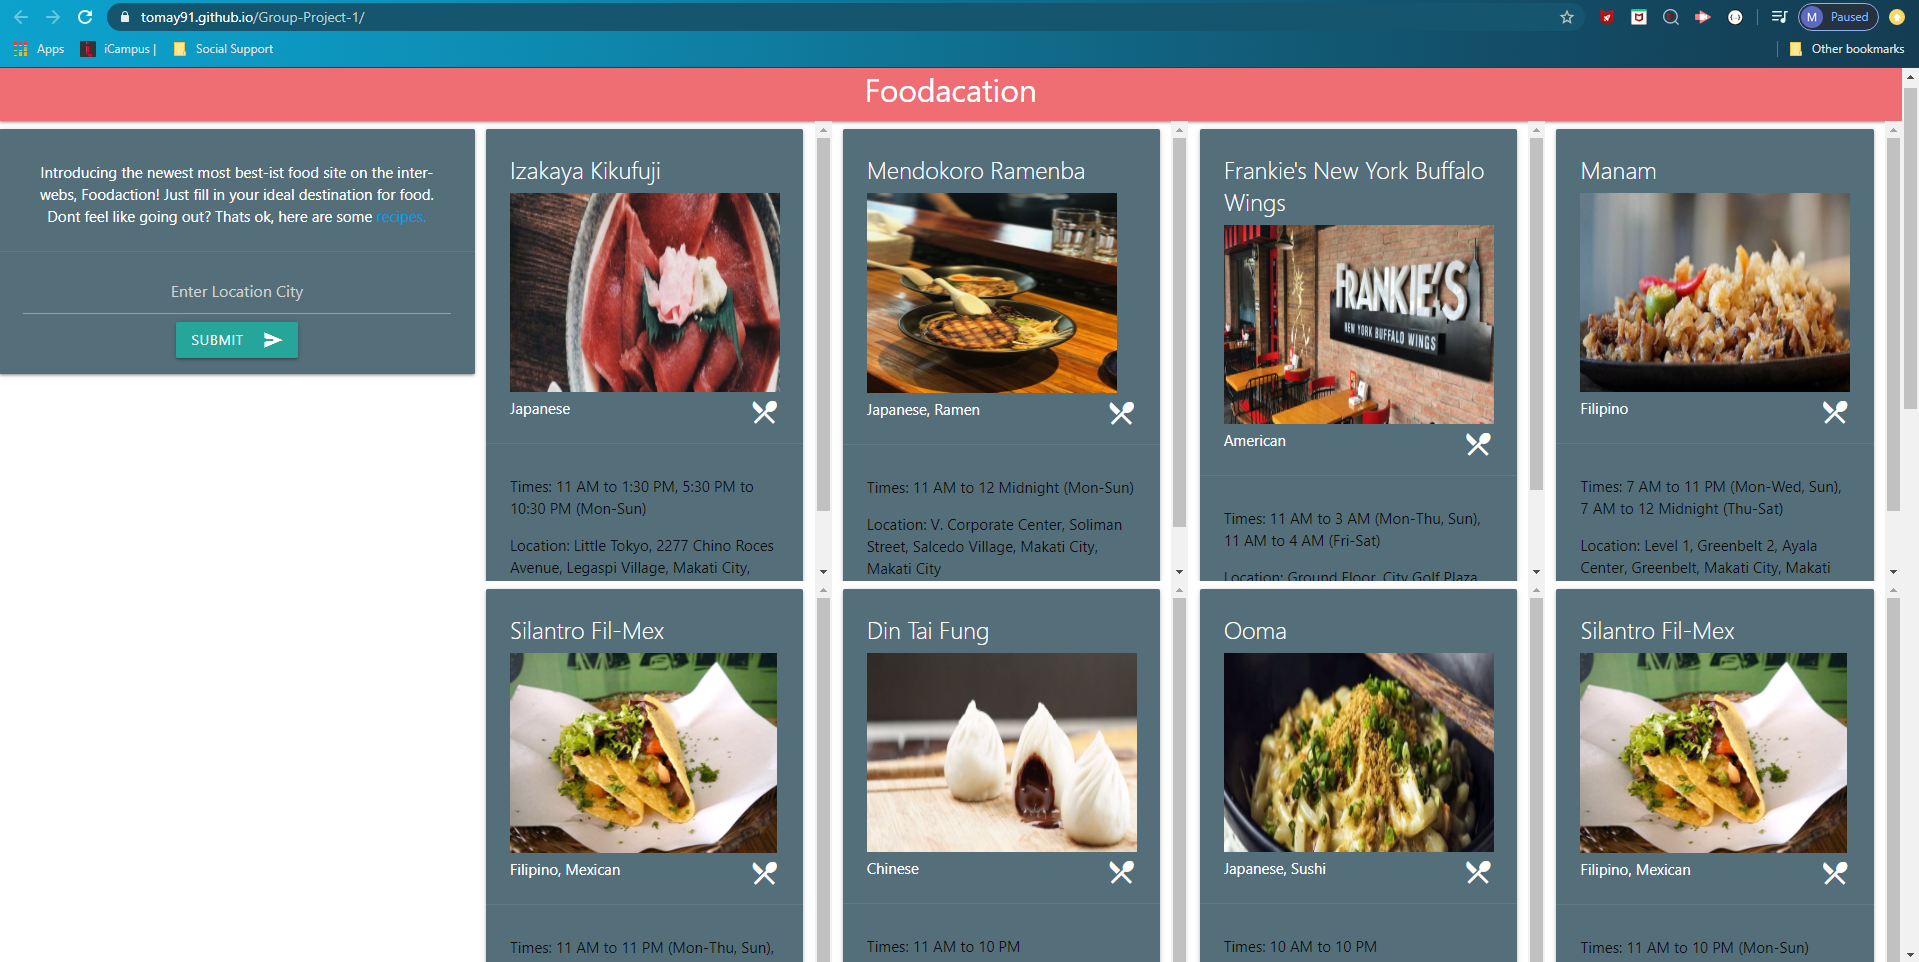 tomay91.github.io/Group-Project-1/
M Paused
Apps
iCampus |
Social Support
Other bookmarks
Foodacation
Introducing the newest most best-ist food site on the inter-
webs, Foodaction! Just fill in your ideal destination for food.
Dont feel like going out? Thats ok, here are some recipes.
Enter Location City
SUBMIT
Izakaya Kikufuji
Japanese
Times: 11 AM to 1:30 PM, 5:30 PM to
10:30 PM (Mon-Sun)
Location: Little Tokyo, 2277 Chino Roces
Avenue, Legaspi Village, Makati City,
Mendokoro Ramenba
Japanese, Ramen
Times: 11 AM to 12 Midnight (Mon-Sun)
Location: V. Corporate Center, Soliman
Street, Salcedo Village, Makati City,
Makati City
Frankie's New York Buffalo
Wings
FRANKIE'S
NEW YORK BUFFALO WINGS
American
Times: 11 AM to 3 AM (Mon-Thu, Sun),
11 AM to 4 AM (Fri-Sat)
Location: Ground Floor, City Golf Plaza
Manam
Filipino
Times: 7 AM to 11 PM (Mon-Wed, Sun),
7 AM to 12 Midnight (Thu-Sat)
Location: Level 1, Greenbelt 2, Ayala
Center, Greenbelt, Makati City, Makati
Silantro Fil-Mex
Filipino, Mexican
Times: 11 AM to 11 PM (Mon-Thu, Sun),
Din Tai Fung
Chinese
Times: 11 AM to 10 PM
Ooma
Japanese, Sushi
Times: 10 AM to 10 PM
Silantro Fil-Mex
Filipino, Mexican
Times: 11 AM to 10 PM (Mon-Sun)